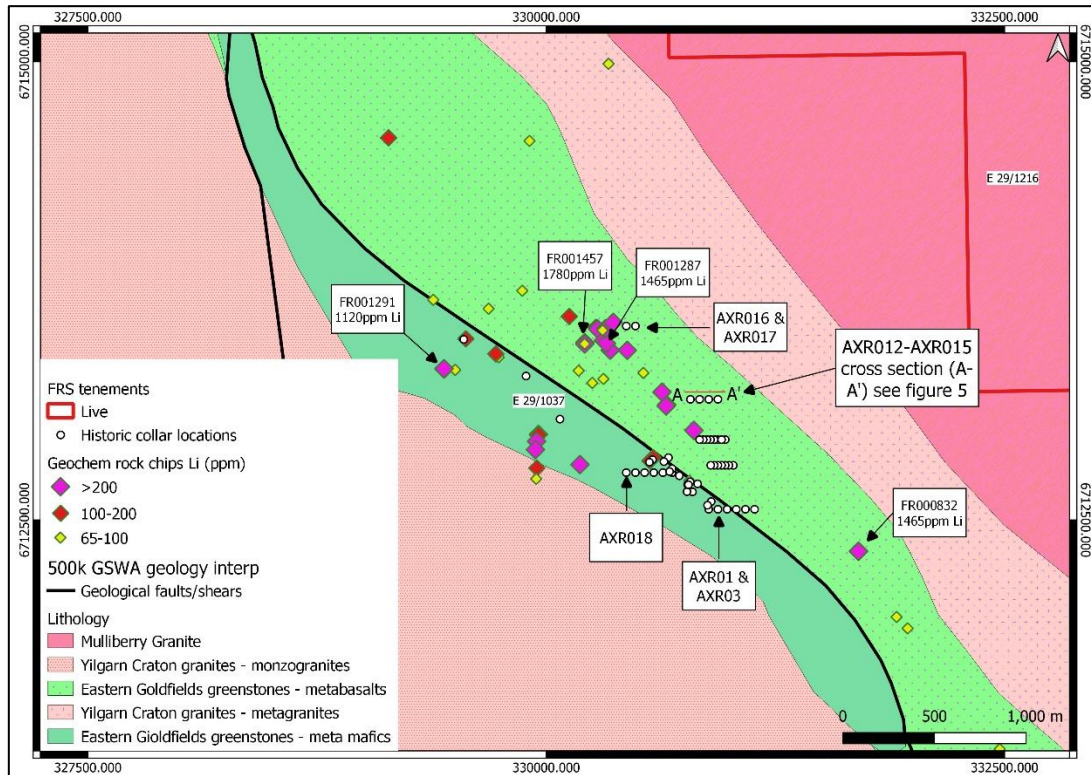 327500.000
330000.000
332500.000
6715000.000
6715000.000
E 29/1216
FR001457
1780ppm Li
FR001287
1465ppm Li
FR001291
1120ppm Li
AXR016 &
AXR017
AXR012-AXR015
cross section (A-
A') see figure 5
A
A'
E 29/1037
FRS tenements
Live
Historic collar locations
Geochem rock chips Li (ppm)
>200
100-200
65-100
500k GSWA geology interp
Geological faults/shears
Lithology
Mulliberry Granite
Yilgarn Craton granites - monzogranites
Eastern Goldfields greenstones - metabasalts
Yilgarn Craton granites - metagranites
Eastern Gioldfields greenstones - meta mafics
FR000832
1465ppm Li
AXR018
AXR01 &
AXR03
6712500.000
6712500.000
0
500
1,000 m
327500.000
330000.000
332500.000